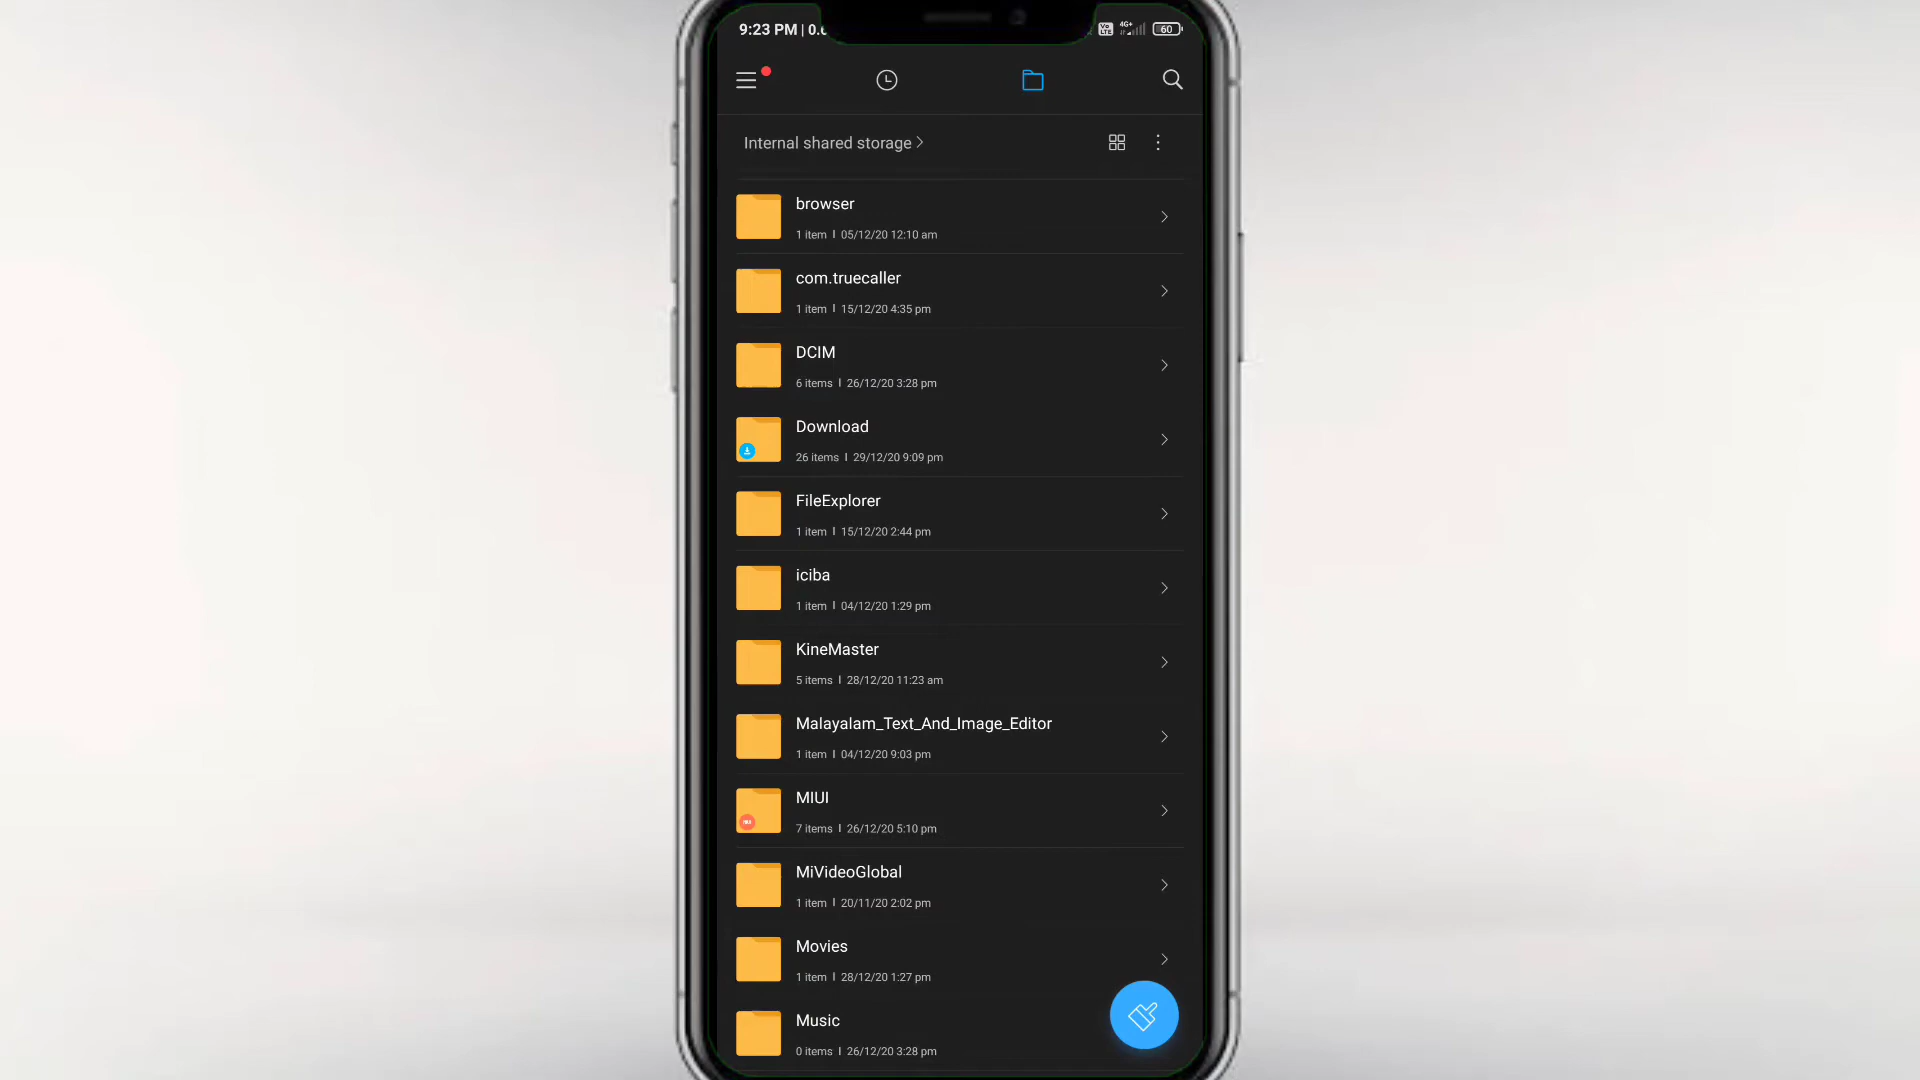 9:23 PM | 0.
Vo LTE 4G+ 60
Internal shared storage
browser
1 item | 05/12/20 12:10 am
com.truecaller
1 item | 15/12/20 4:35 pm
DCIM
6 items | 26/12/20 3:28 pm
Download
26 items | 29/12/20 9:09 pm
FileExplorer
1 item | 15/12/20 2:44 pm
iciba
1 item | 04/12/20 1:29 pm
KineMaster
5 items | 28/12/20 11:23 am
Malayalam_Text_And_Image_Editor
1 item | 04/12/20 9:03 pm
MIUI
7 items | 26/12/20 5:10 pm
MiVideoGlobal
1 item | 20/11/20 2:02 pm
Movies
1 item | 28/12/20 1:27 pm
Music
0 items | 26/12/20 3:28 pm